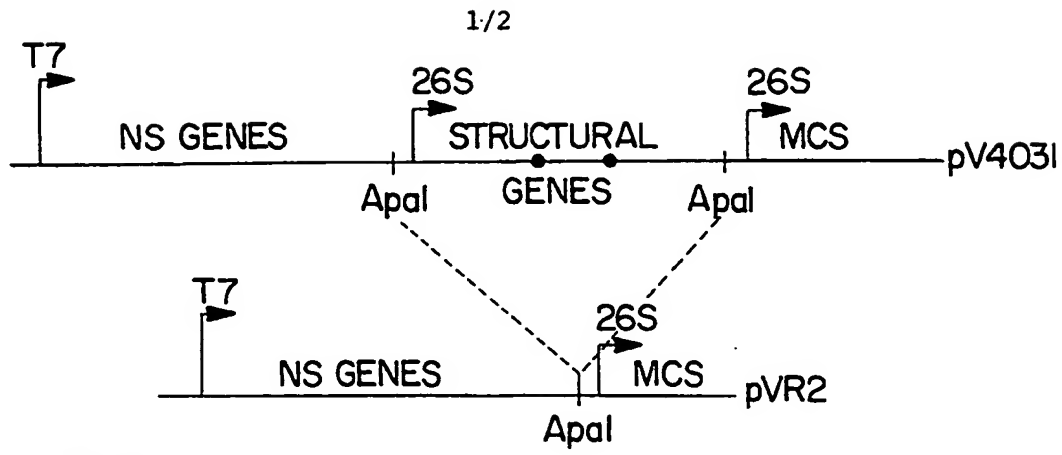 1/2
T7
26S
26S
NS GENES
STRUCTURAL
MCS
pV4031
GENES
ApaI
ApaI
T7
26S
NS GENES
MCS
pVR2
ApaI